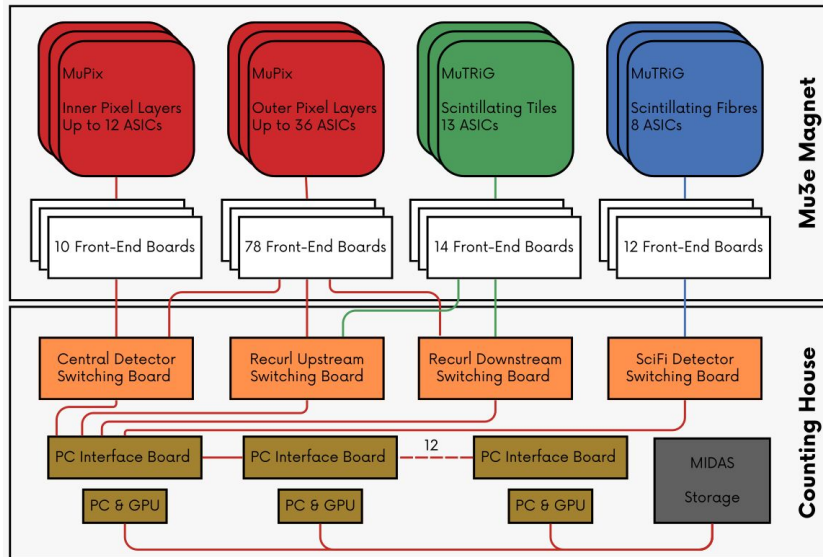 MuPix
Inner Pixel Layers
Up to 12 ASICs
MuPix
Outer Pixel Layers
Up to 36 ASICs
MuTRiG
Scintillating Tiles
13 ASICs
MuTRiG
Scintillating Fibres
8 ASICs
Mu3e Magnet
10 Front-End Boards
78 Front-End Boards
14 Front-End Boards
12 Front-End Boards
Central Detector
Switching Board
Recurl Upstream
Switching Board
Recurl Downstream
Switching Board
SciFi Detector
Switching Board
Counting House
PC Interface Board
PC Interface Board
12
PC Interface Board
MIDAS
Storage
PC & GPU
PC & GPU
PC & GPU